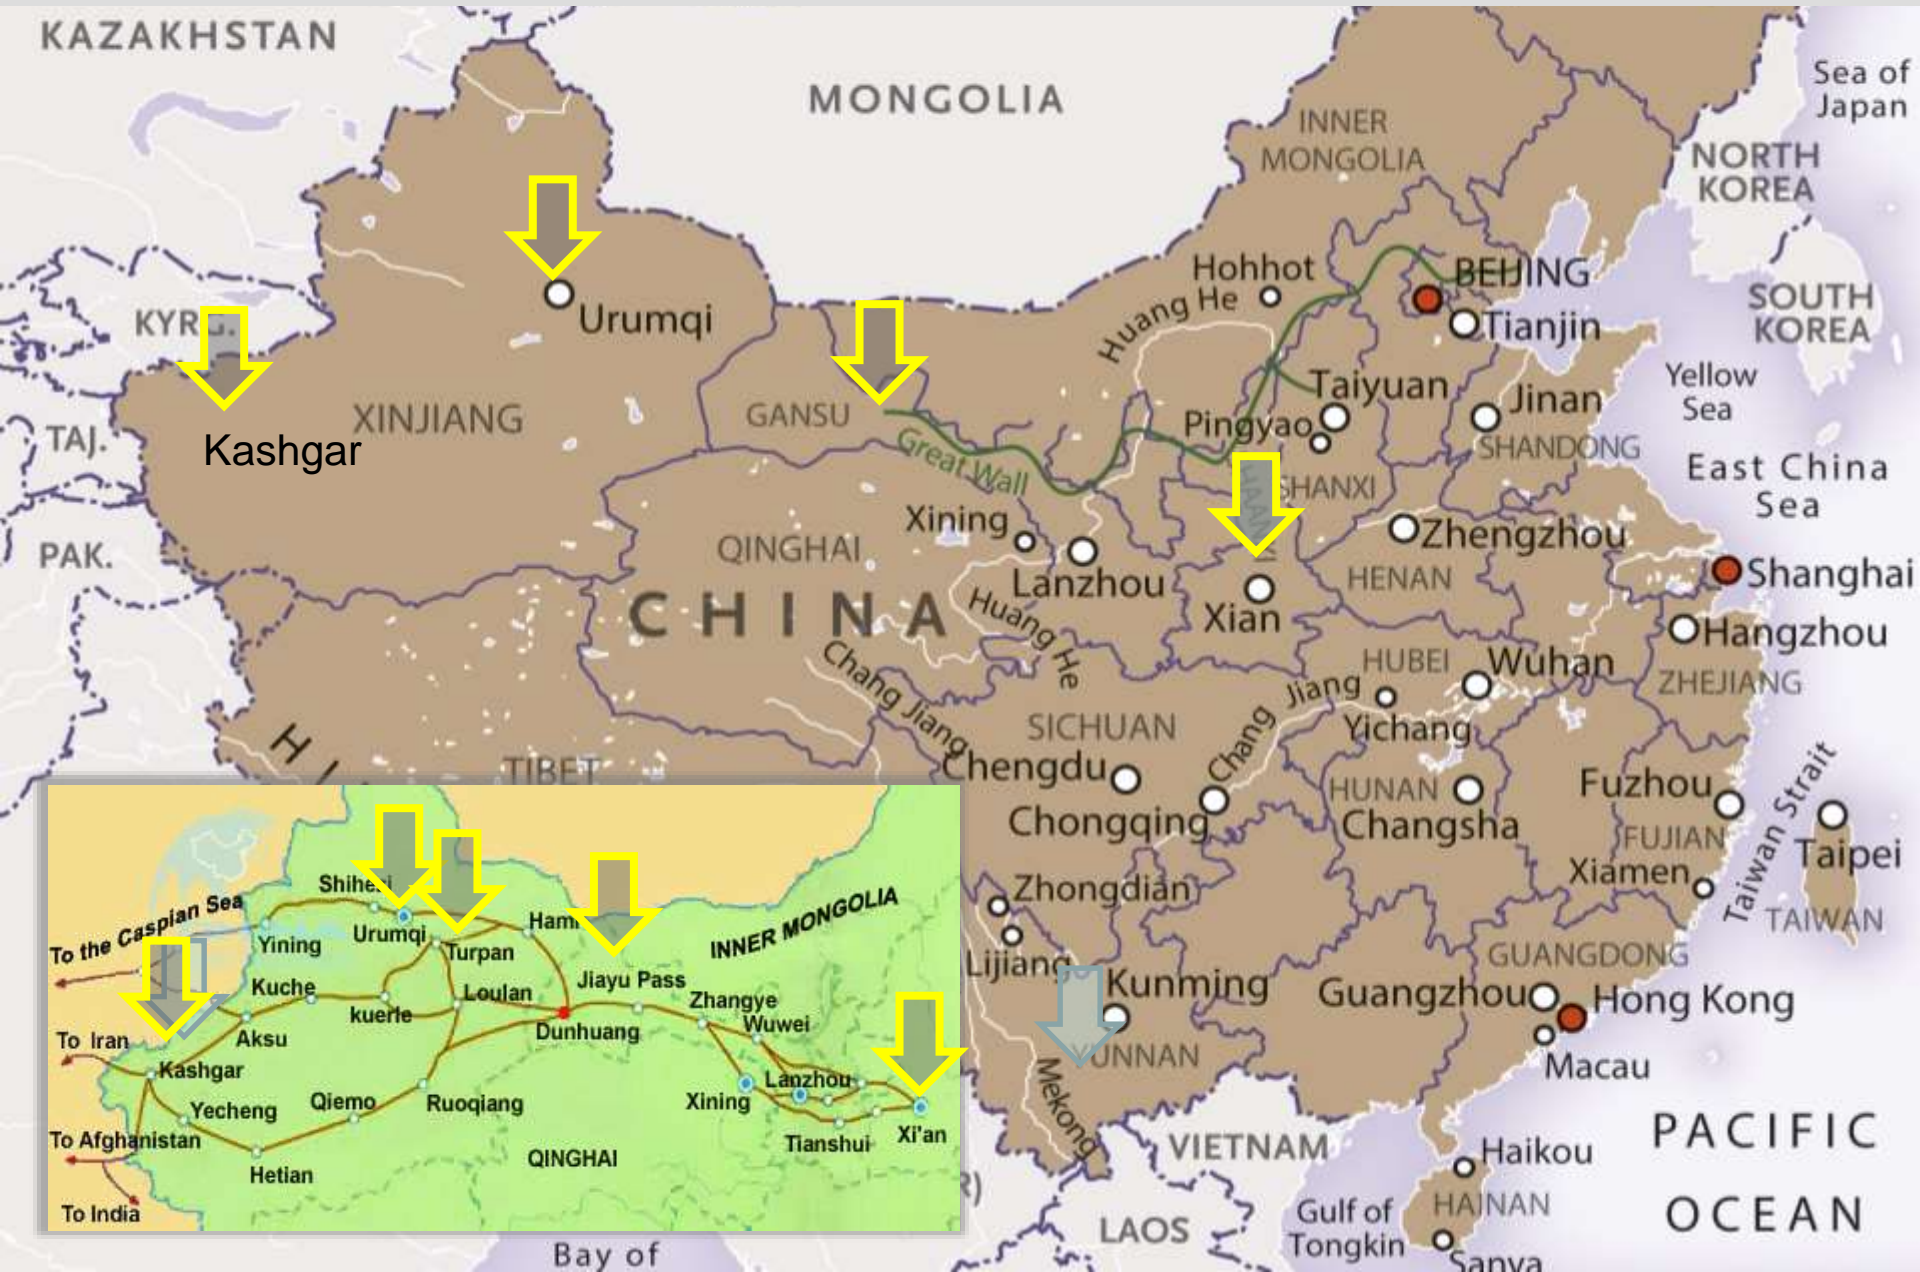 KAZAKHSTAN
MONGOLIA
Sea of
Japan
INNER
MONGOLIA
NORTH
KOREA
Hohhot
BEIJING
Huang He
Urumqi
KYRG.
Tianjin
SOUTH
KOREA
Taiyuan
Yellow
Sea
Jinan
XINJIANG
GANSU
Pingyao
TAJ.
Kashgar
Great Wall
SHANDONG
East China
Sea
SHANXI
Xining
QINGHAI
Zhengzhou
PAK.
Lanzhou
HENAN
Shanghai
CHINA
Huang He
Xian
Hangzhou
Chang Jiang
HUBEI
Wuhan
ZHEJIANG
Chang Jiang
SICHUAN
Yichang
TIBET
Chengdu
HUNAN
Fuzhou
Chongqing
Changsha
FUJIAN
Taiwan Strait
Taipei
Zhongdian
Xiamen
TAIWAN
Lijiang
GUANGDONG
Kunming
Guangzhou
Hong Kong
YUNNAN
Macau
Mekong
PACIFIC
OCEAN
VIETNAM
Haikou
HAINAN
LAOS
Gulf of
Tongkin
Sanya
Bay of
To the Caspian Sea
Yining
Urumqi
Turpan
INNER MONGOLIA
Kuche
Loulan
Jiayu Pass
kuerle
Zhangye
Aksu
Dunhuang
Wuwei
To Iran
Kashgar
Lanzhou
Yecheng
Qiemo
Ruoqiang
Xining
To Afghanistan
Tianshui
Xi'an
Hetian
QINGHAI
To India